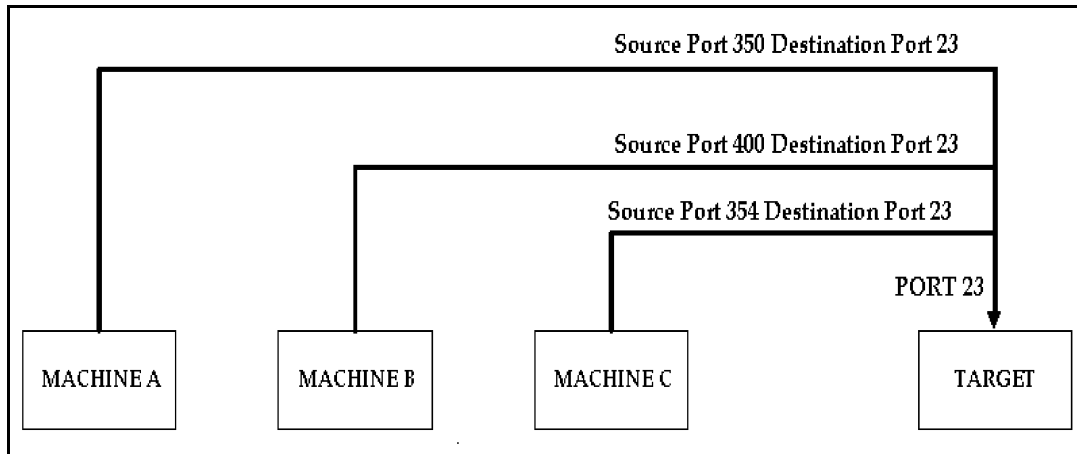 Source Port 350 Destination Port 23
Source Port 400 Destination Port 23
Source Port 354 Destination Port 23
PORT 23
MACHINE A
MACHINE B
MACHINE C
TARGET